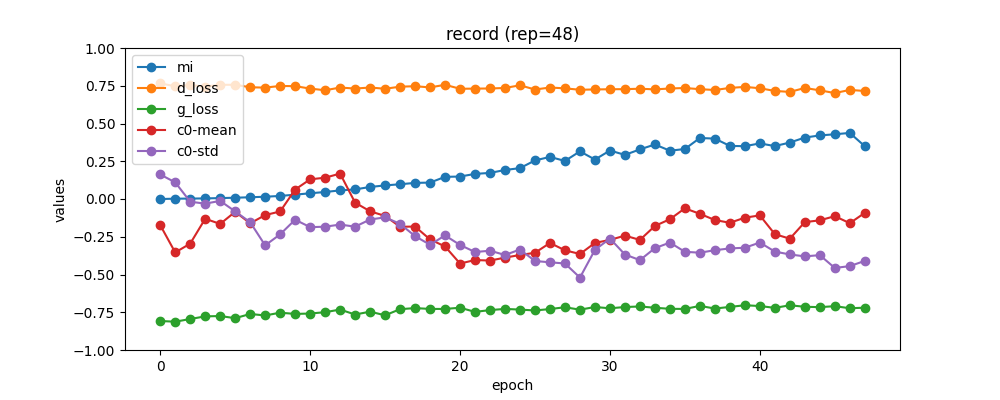 record (rep=48)
1.00
0.75
0.50
0.25
0.00
−0.25
−0.50
−0.75
−1.00
values
mi
d_loss
g_loss
c0-mean
c0-std
0 10 20 30 40
epoch